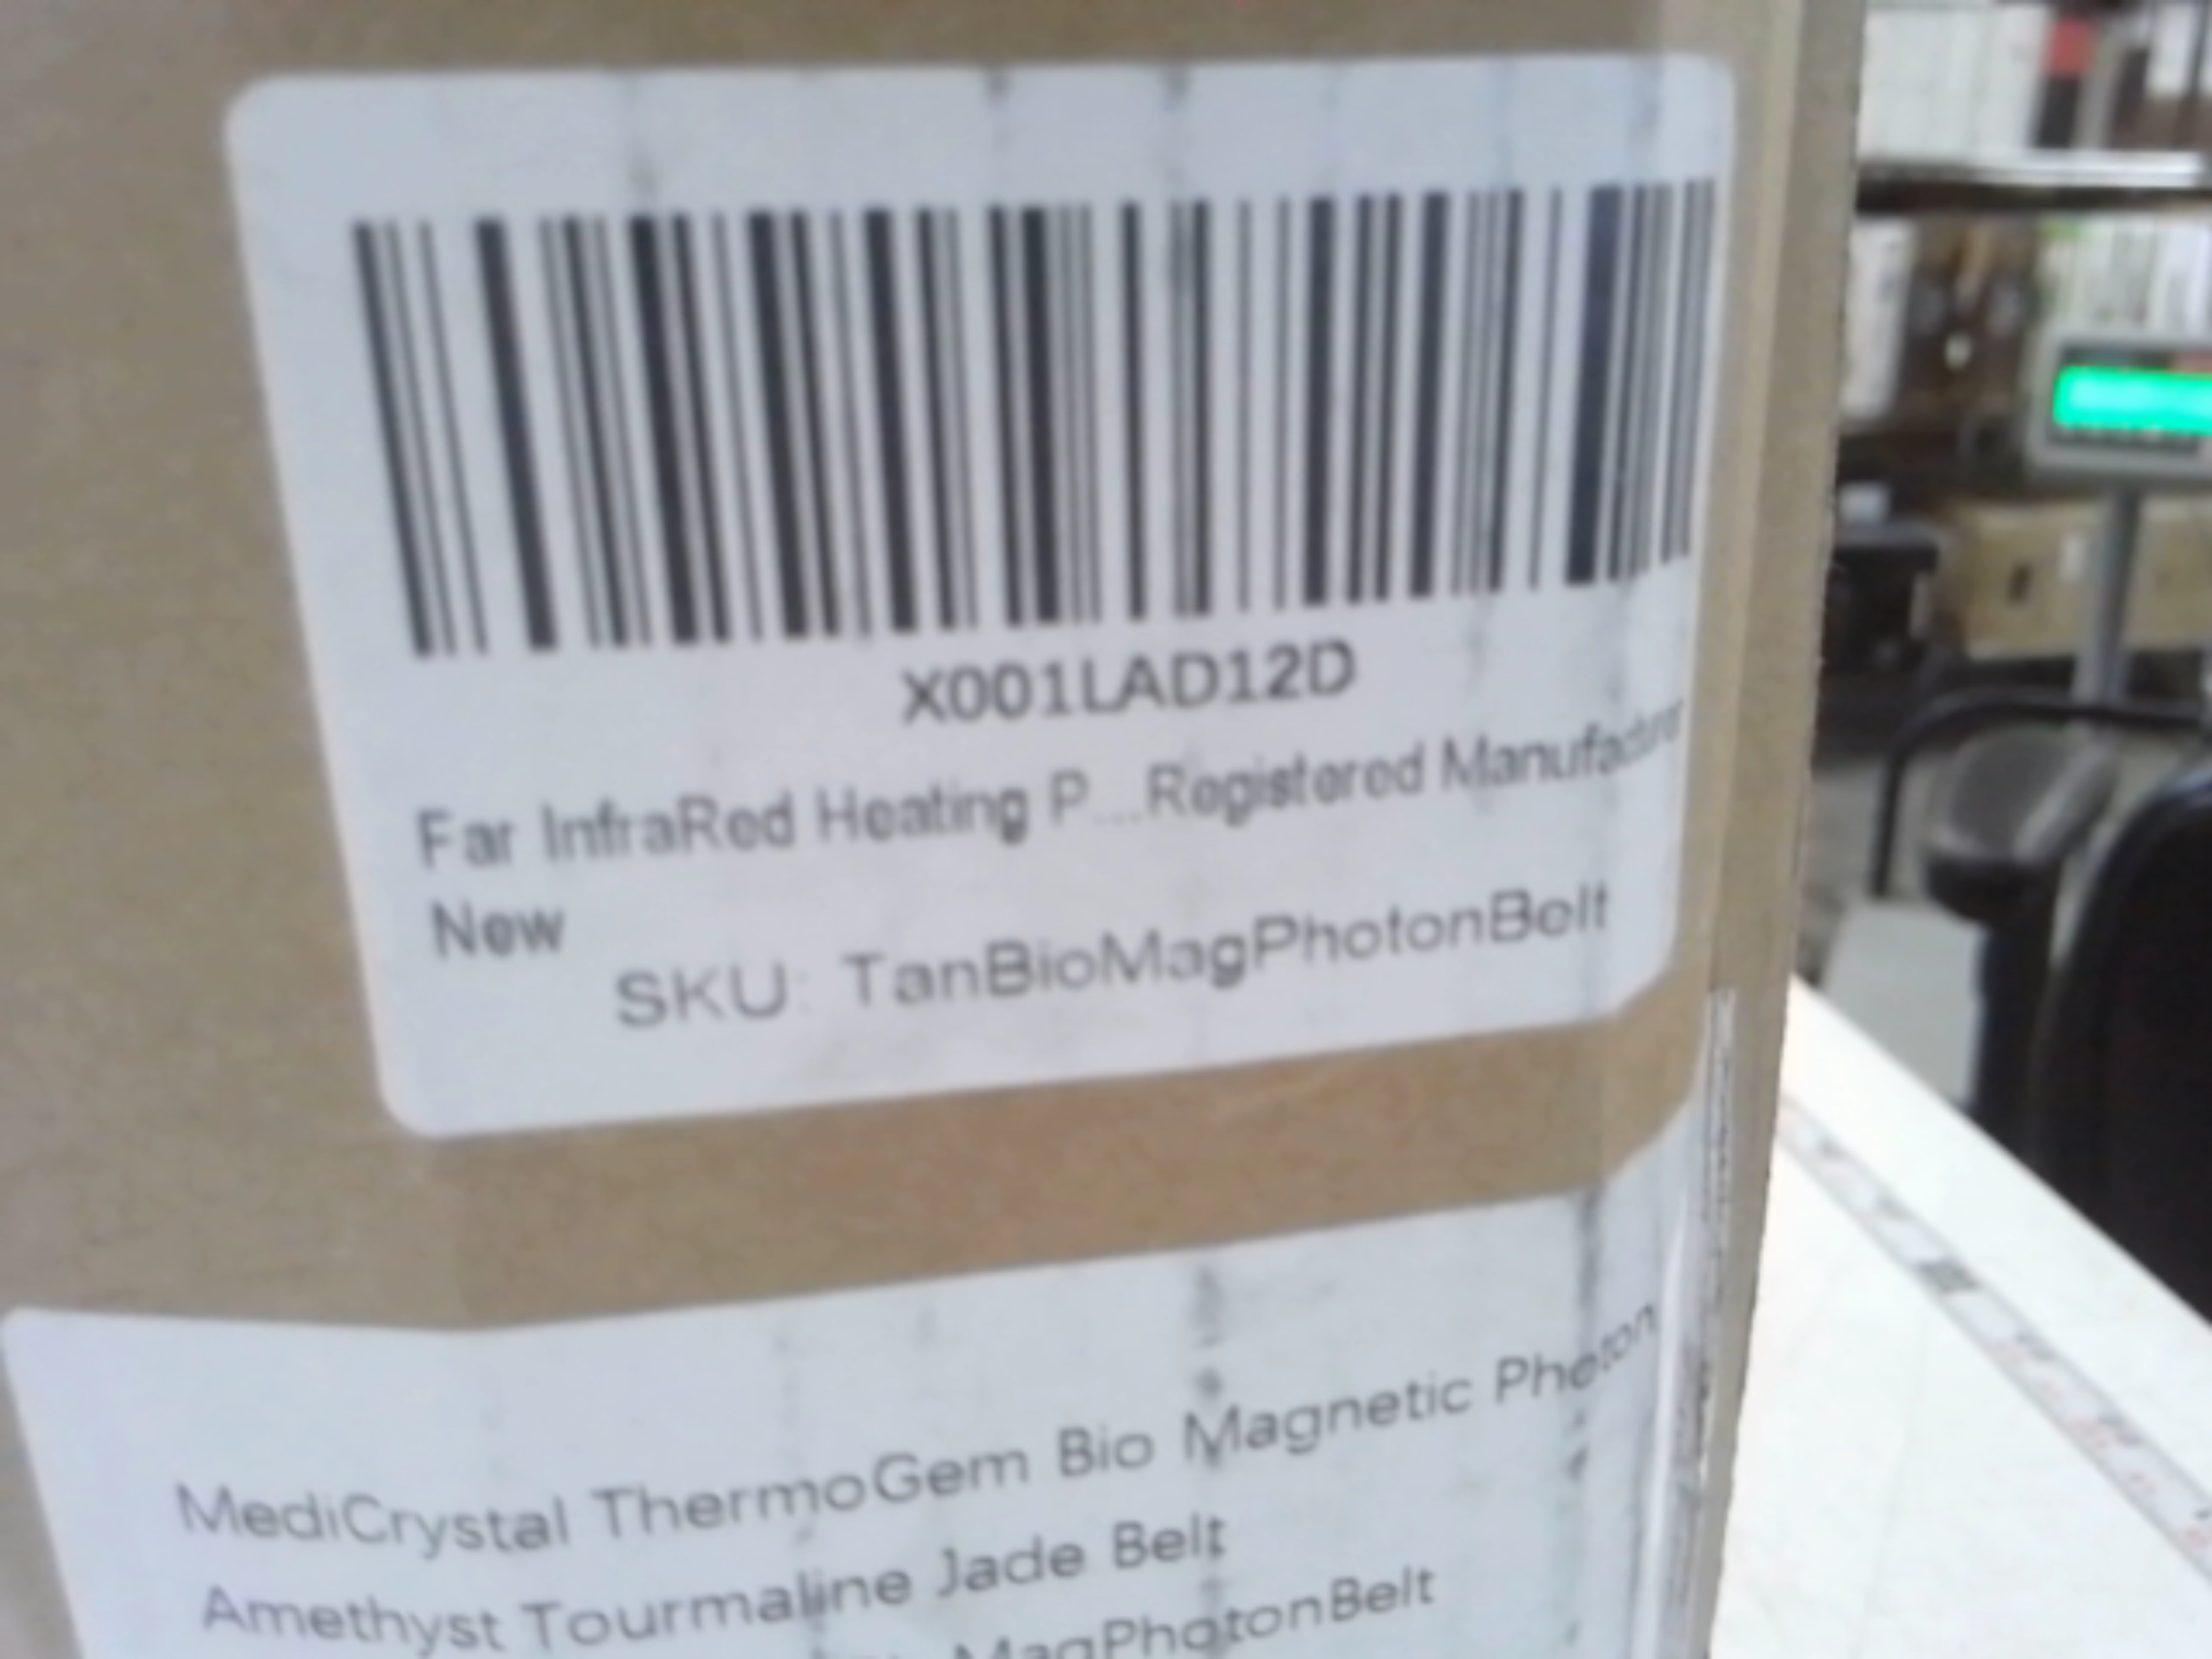 X001LAD12D
Far InfraRed Heating P...Registered Manufacturer
New
SKU: TanBioMagPhotonBelt
MediCrystal ThermoGem Bio Magnetic Photon
Amethyst Tourmaline Jade Belt
MagPhotonBelt